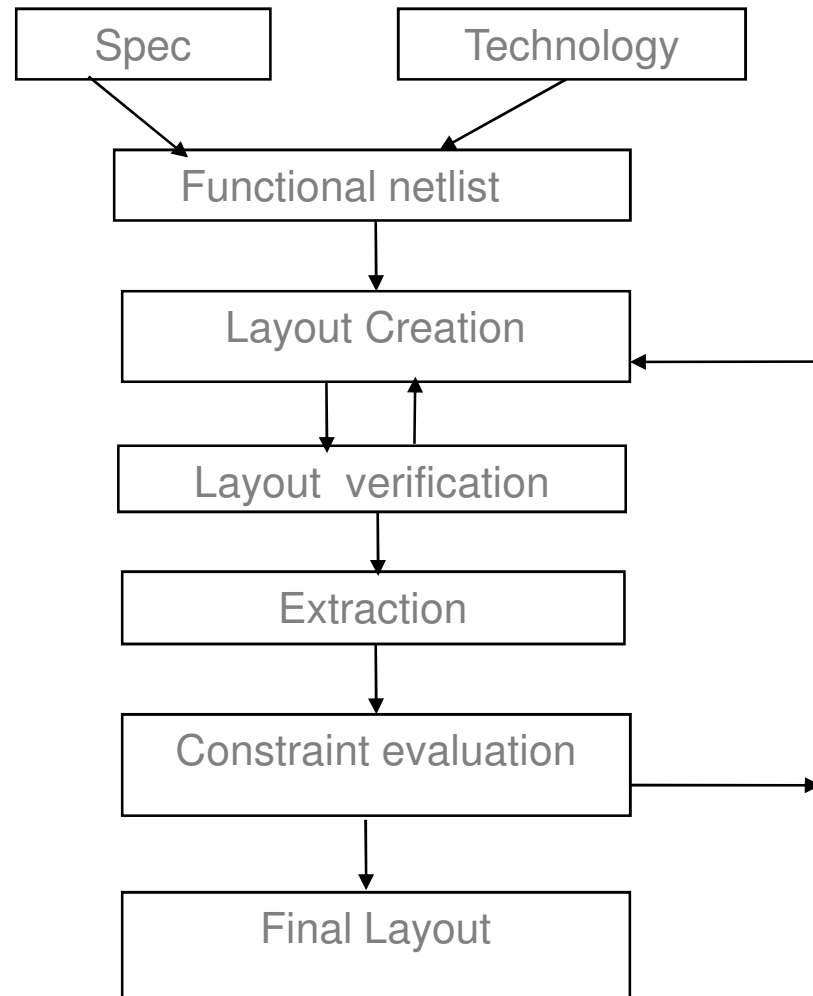 Spec
Technology
Functional netlist
Layout Creation
Layout verification
Extraction
Constraint evaluation
Final Layout